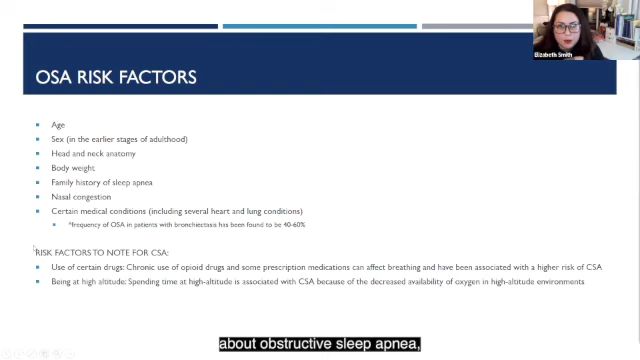 Elizabeth Smith
OSA RISK FACTORS
Age
Sex (in the earlier stages of adulthood)
Head and neck anatomy
Body weight
Family history of sleep apnea
Nasal congestion
Certain medical conditions (including several heart and lung conditions)
*frequency of OSA in patients with bronchiectasis has been found to be 40-60%
RISK FACTORS TO NOTE FOR CSA:
Use of certain drugs: Chronic use of opioid drugs and some prescription medications can affect breathing and have been associated with a higher risk of CSA
Being at high altitude: Spending time at high-altitude is associated with CSA because of the decreased availability of oxygen in high-altitude environments
about obstructive sleep apnea,